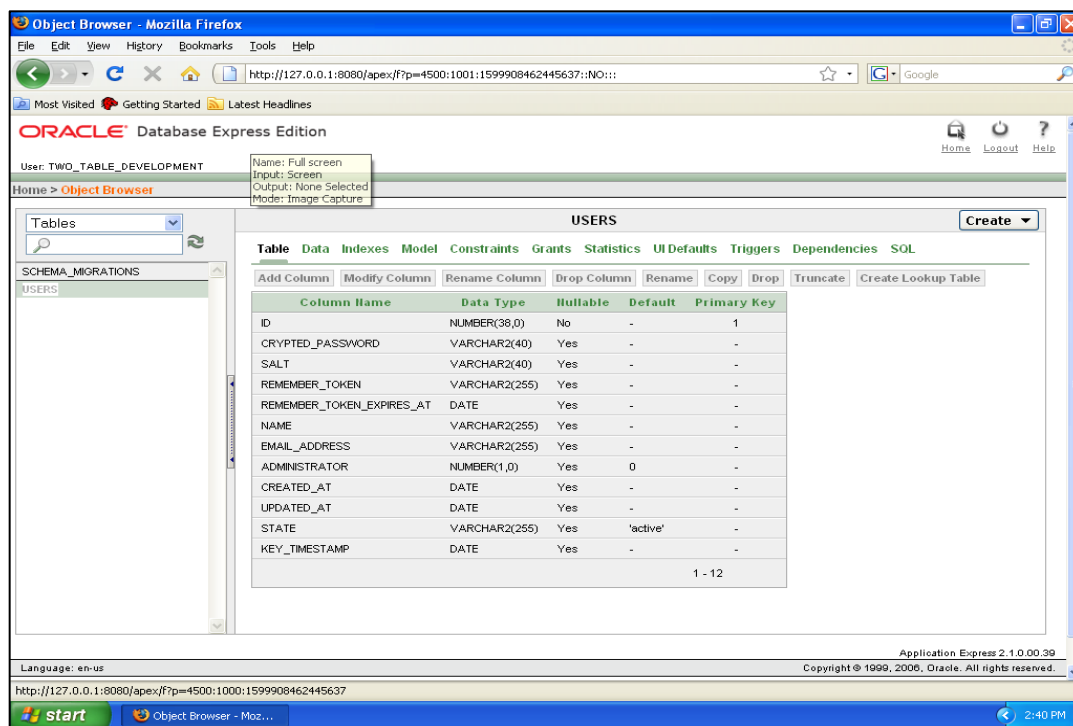 Object Browser - Mozilla Firefox
File Edit View History Bookmarks Tools Help
http://127.0.0.1:8080/apex/f?p=4500:1001:1599908462445637::NO:::
G Google
Most Visited Getting Started Latest Headlines
ORACLE Database Express Edition
Home Logout Help
User: TWO_TABLE_DEVELOPMENT
Name: Full screen
Input: Screen
Output: None Selected
Mode: Image Capture
Home > Object Browser
Tables
USERS
Create
Table Data Indexes Model Constraints Grants Statistics UI Defaults Triggers Dependencies SQL
SCHEMA_MIGRATIONS
USERS
Add Column Modify Column Rename Column Drop Column Rename Copy Drop Truncate Create Lookup Table
Column Name Data Type Nullable Default Primary Key
ID NUMBER(38,0) No - 1
CRYPTED_PASSWORD VARCHAR2(40) Yes - -
SALT VARCHAR2(40) Yes - -
REMEMBER_TOKEN VARCHAR2(255) Yes - -
REMEMBER_TOKEN_EXPIRES_AT DATE Yes - -
NAME VARCHAR2(255) Yes - -
EMAIL_ADDRESS VARCHAR2(255) Yes - -
ADMINISTRATOR NUMBER(1,0) Yes 0 -
CREATED_AT DATE Yes - -
UPDATED_AT DATE Yes - -
STATE VARCHAR2(255) Yes 'active' -
KEY_TIMESTAMP DATE Yes - -
1 - 12
Application Express 2.1.0.00.39
Language: en-us Copyright © 1999, 2006, Oracle. All rights reserved.
http://127.0.0.1:8080/apex/f?p=4500:1000:1599908462445637
start Object Browser - Moz... 2:40 PM